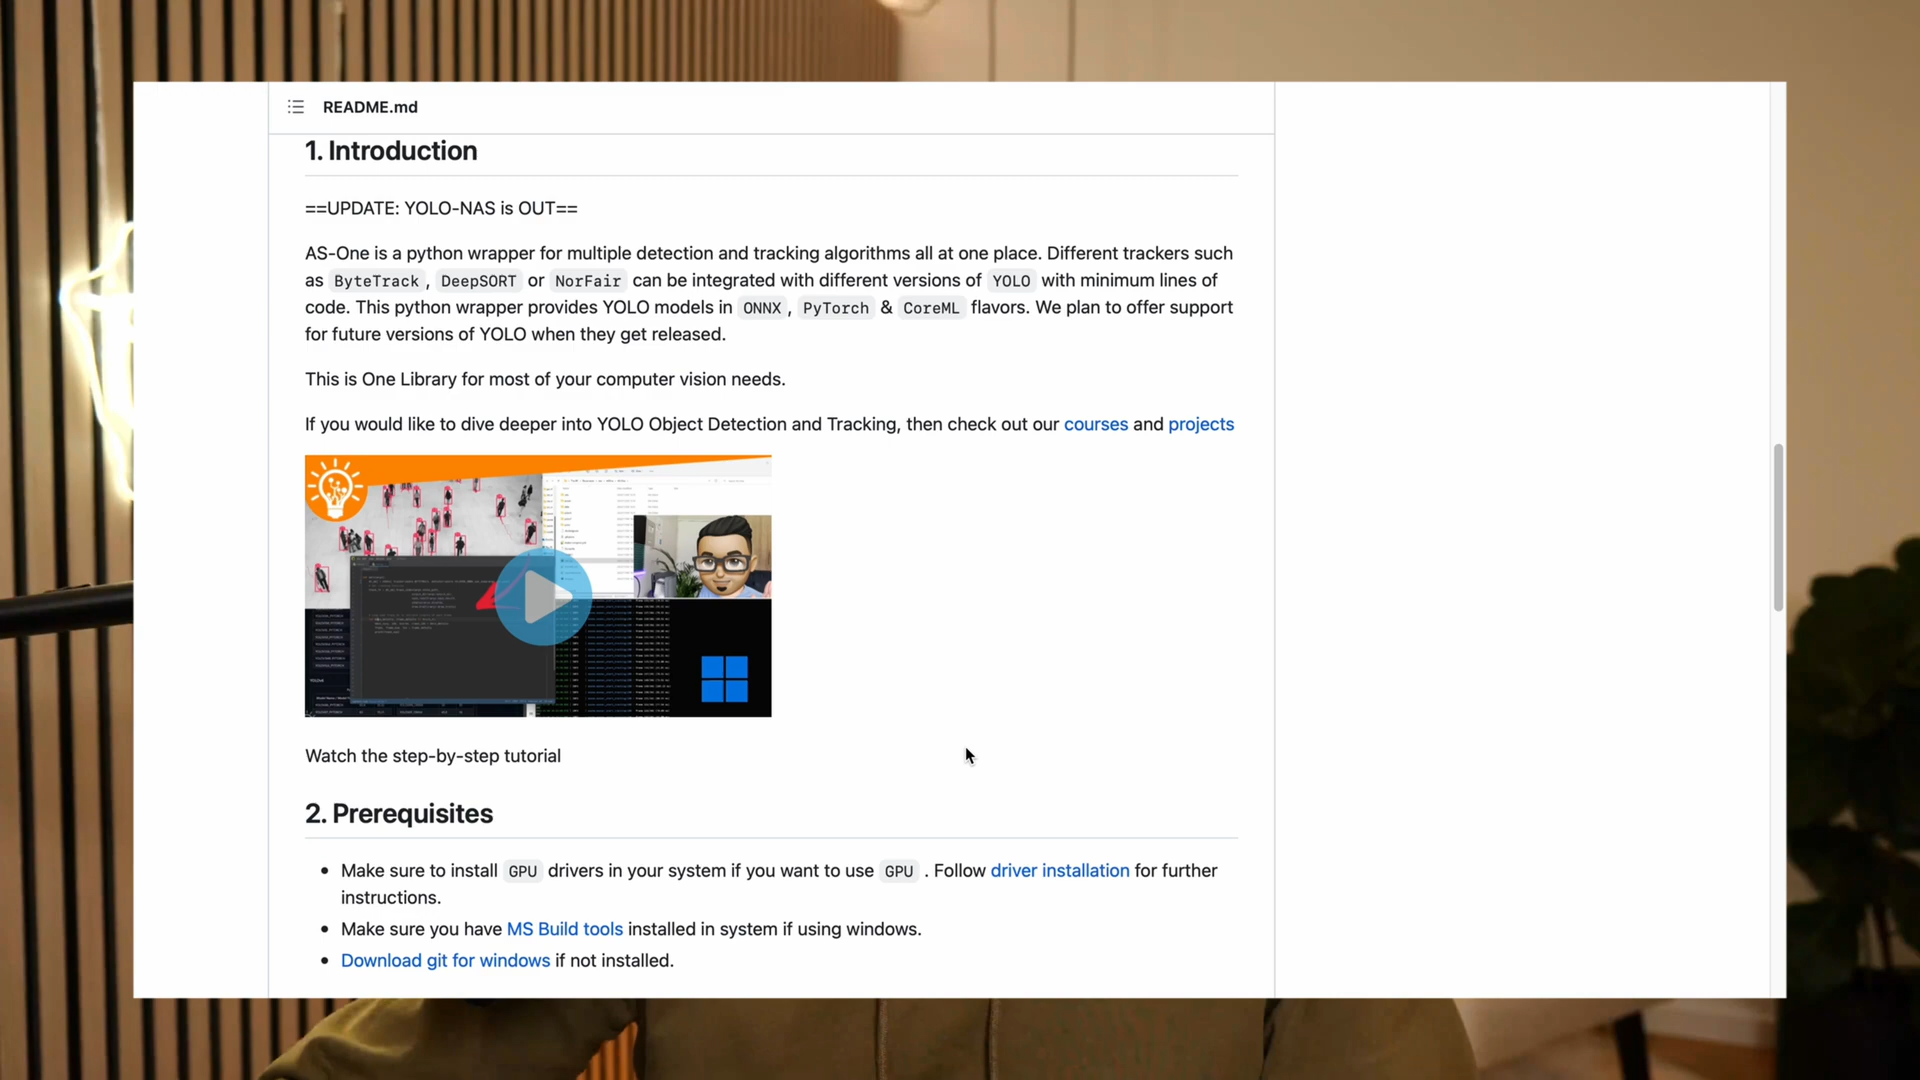 README.md
1. Introduction
==UPDATE: YOLO-NAS is OUT==
AS-One is a python wrapper for multiple detection and tracking algorithms all at one place. Different trackers such
as ByteTrack , DeepSORT or NorFair can be integrated with different versions of YOLO with minimum lines of
code. This python wrapper provides YOLO models in ONNX , PyTorch & CoreML flavors. We plan to offer support
for future versions of YOLO when they get released.
This is One Library for most of your computer vision needs.
If you would like to dive deeper into YOLO Object Detection and Tracking, then check out our courses and projects
Watch the step-by-step tutorial
2. Prerequisites
• Make sure to install GPU drivers in your system if you want to use GPU . Follow driver installation for further
instructions.
• Make sure you have MS Build tools installed in system if using windows.
• Download git for windows if not installed.